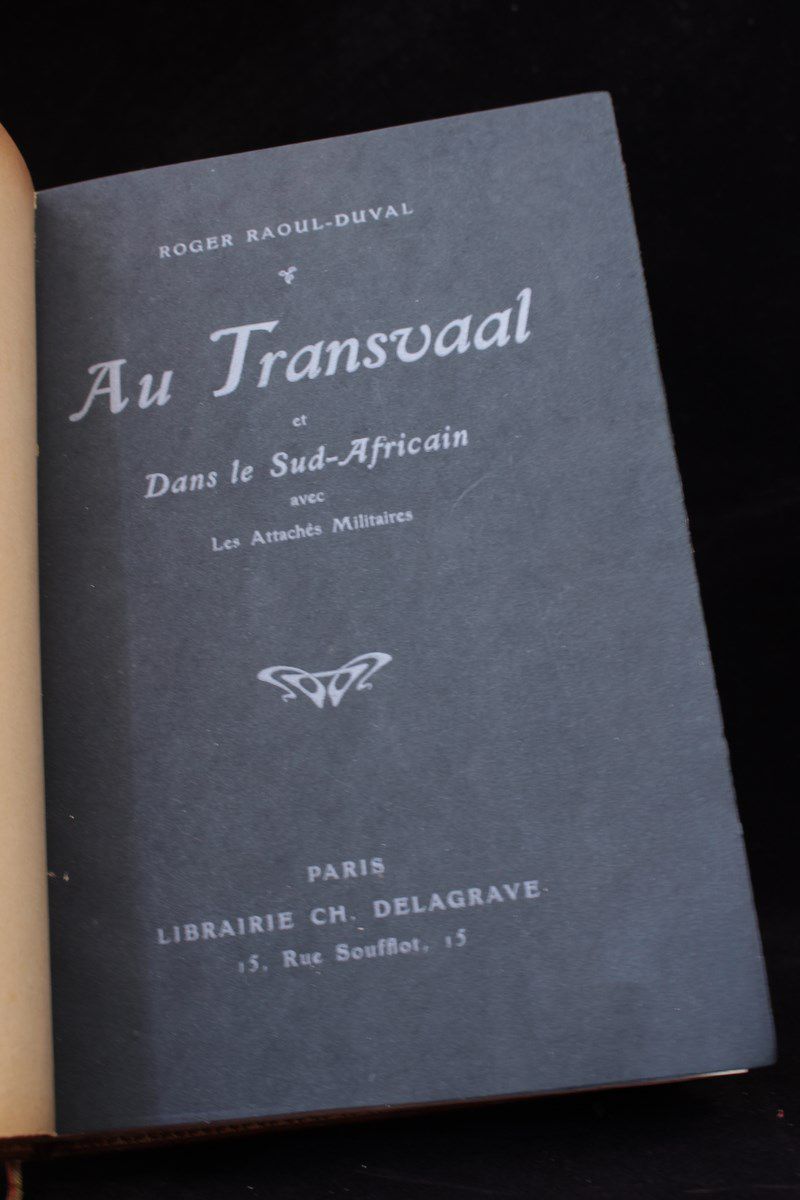 ROGER RAOUL-DUVAL
Au Transvaal
et
Dans le Sud-Africain
avec
Les Attachés Militaires
PARIS
LIBRAIRIE CH. DELAGRAVE
15, Rue Soufflot, 15